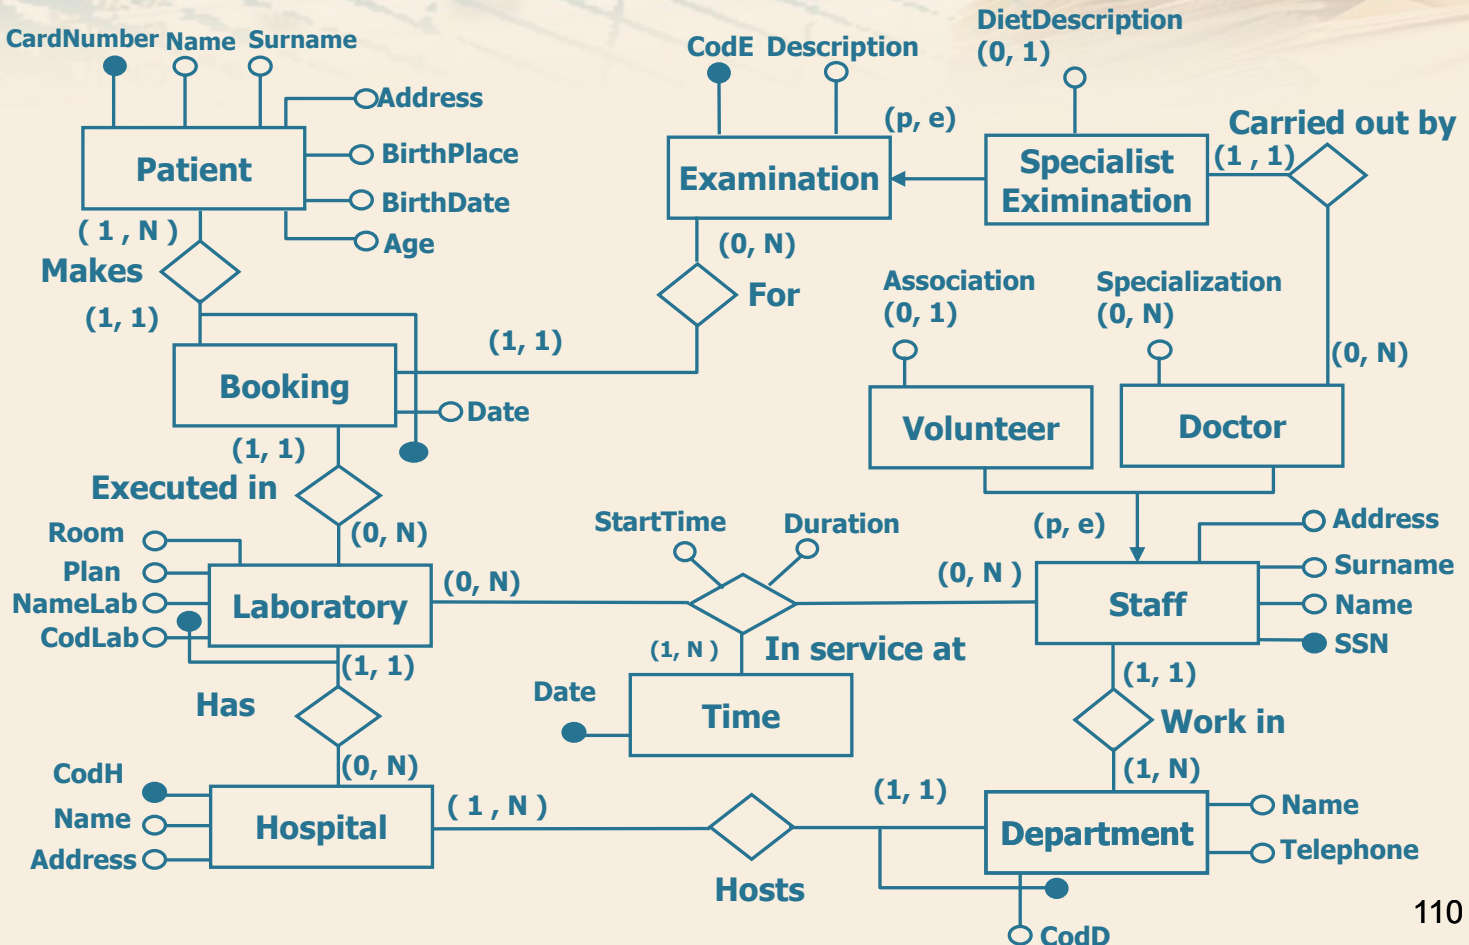 DietDescription
(0, 1)
CardNumber Name Surname
CodE Description
Address
(p, e)
Carried out by
Patient
BirthPlace
Examination
Specialist
Eximination
(1 , 1)
BirthDate
( 1 , N )
Age
(0, N)
Makes
For
Association
(0, 1)
Specialization
(0, N)
(1, 1)
(1, 1)
(0, N)
Booking
Date
Volunteer
Doctor
(1, 1)
Executed in
(0, N)
StartTime
Duration
(p, e)
Address
Room
Plan
NameLab
CodLab
Laboratory
(0, N)
(0, N )
Staff
Surname
Name
SSN
(1, 1)
(1, N )
In service at
(1, 1)
Has
Date
Time
Work in
(0, N)
(1, N)
CodH
Name
Address
Hospital
( 1 , N )
(1, 1)
Department
Name
Telephone
Hosts
CodD
110